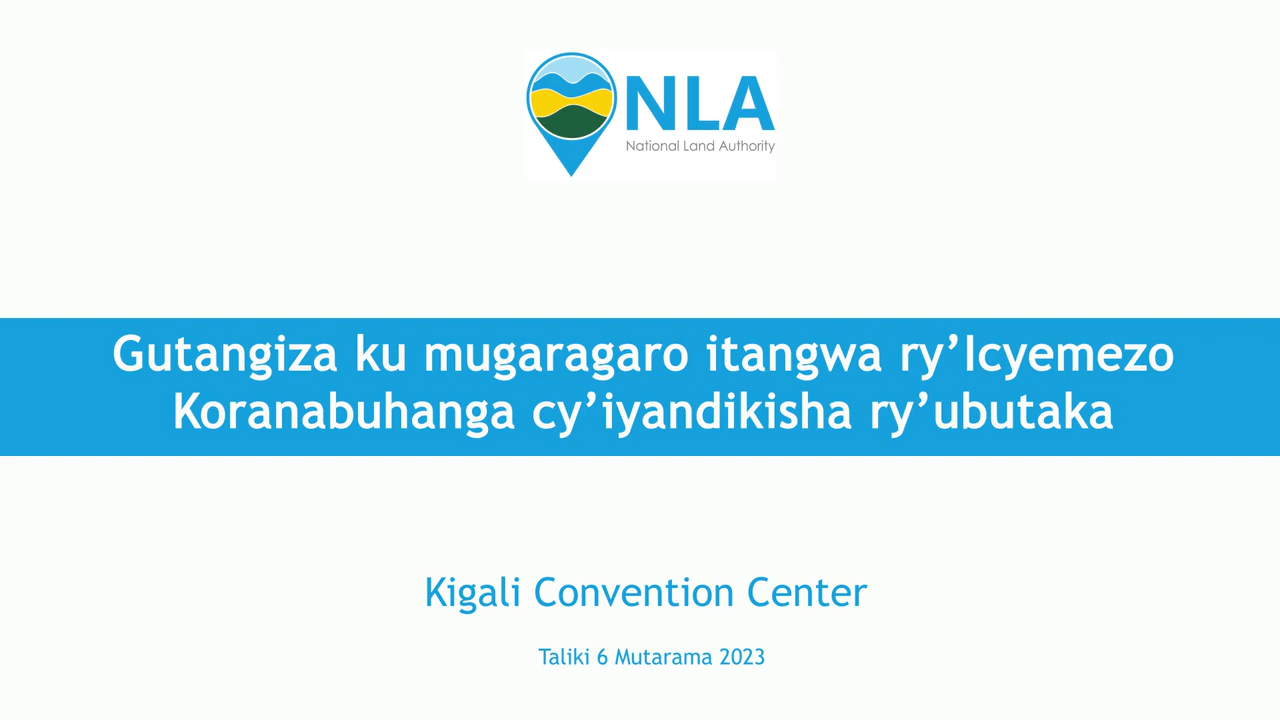 NLA
National Land Authority
Gutangiza ku mugaragaro itangwa ry’Icyemezo
Koranabuhanga cy’iyandikisha ry’ubutaka
Kigali Convention Center
Taliki 6 Mutarama 2023